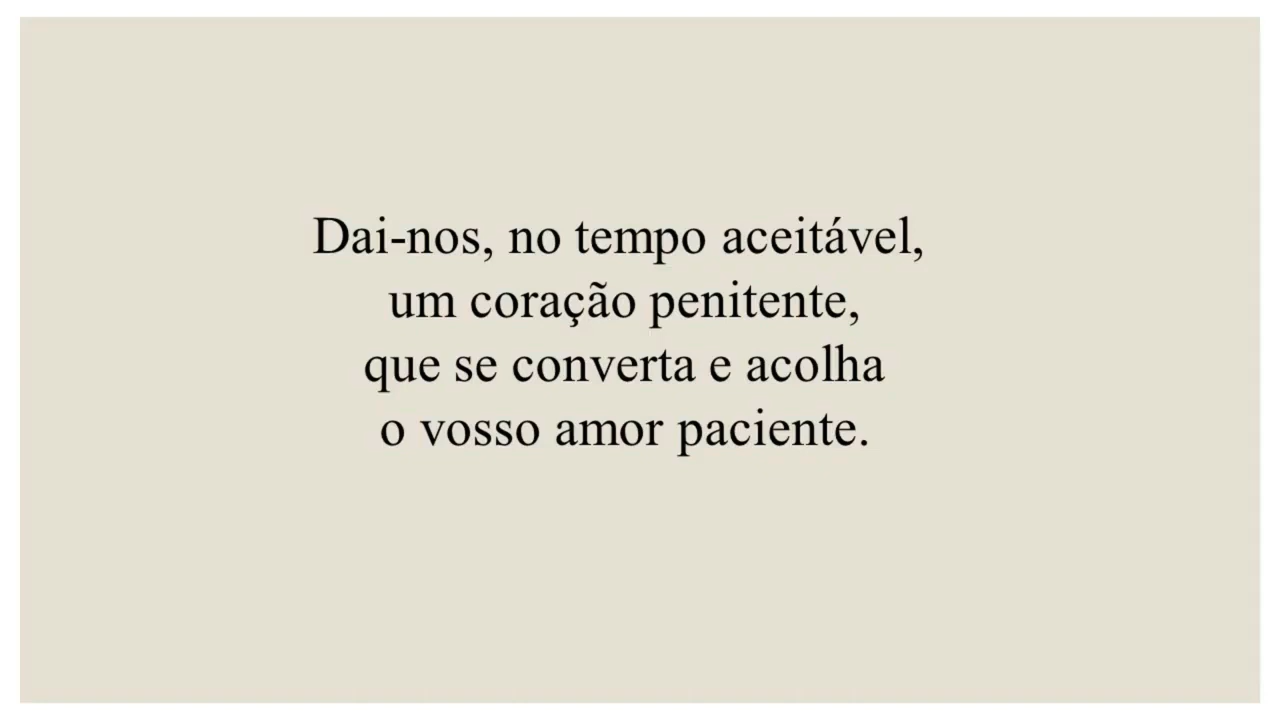 Dai-nos, no tempo aceitável,
um coração penitente,
que se converta e acolha
o vosso amor paciente.